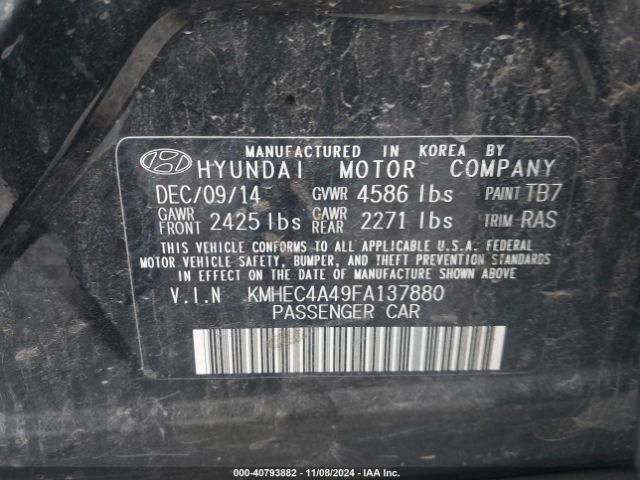 MANUFACTURED IN KOREA BY
HYUNDAI MOTOR COMPANY
DEC/09/14 GVWR 4586 lbs PAINT TB7
GAWR FRONT 2425 lbs GAWR REAR 2271 lbs TRIM RAS
THIS VEHICLE CONFORMS TO ALL APPLICABLE U.S.A. FEDERAL
MOTOR VEHICLE SAFETY, BUMPER, AND THEFT PREVENTION STANDARDS
IN EFFECT ON THE DATE OF MANUFACTURE SHOWN ABOVE
V.I.N KMHEC4A49FA137880
PASSENGER CAR
000-40793882 - 11/08/2024 - IAA Inc.